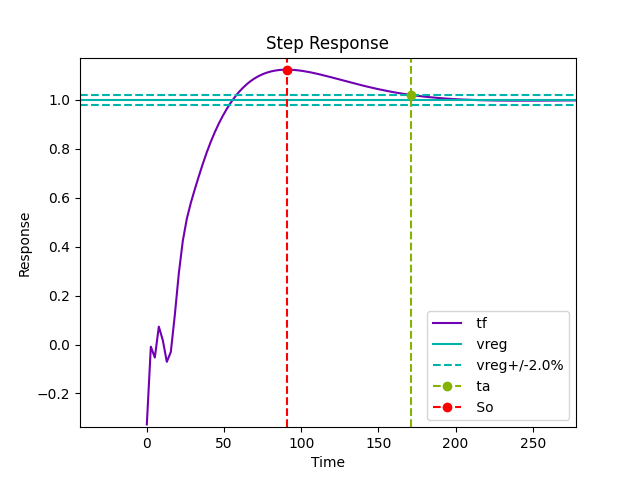 Step Response
1.0
0.8
0.6
0.4
0.2
0.0
−0.2
Response
0
50
100
150
200
250
Time
tf
vreg
vreg+/-2.0%
ta
So